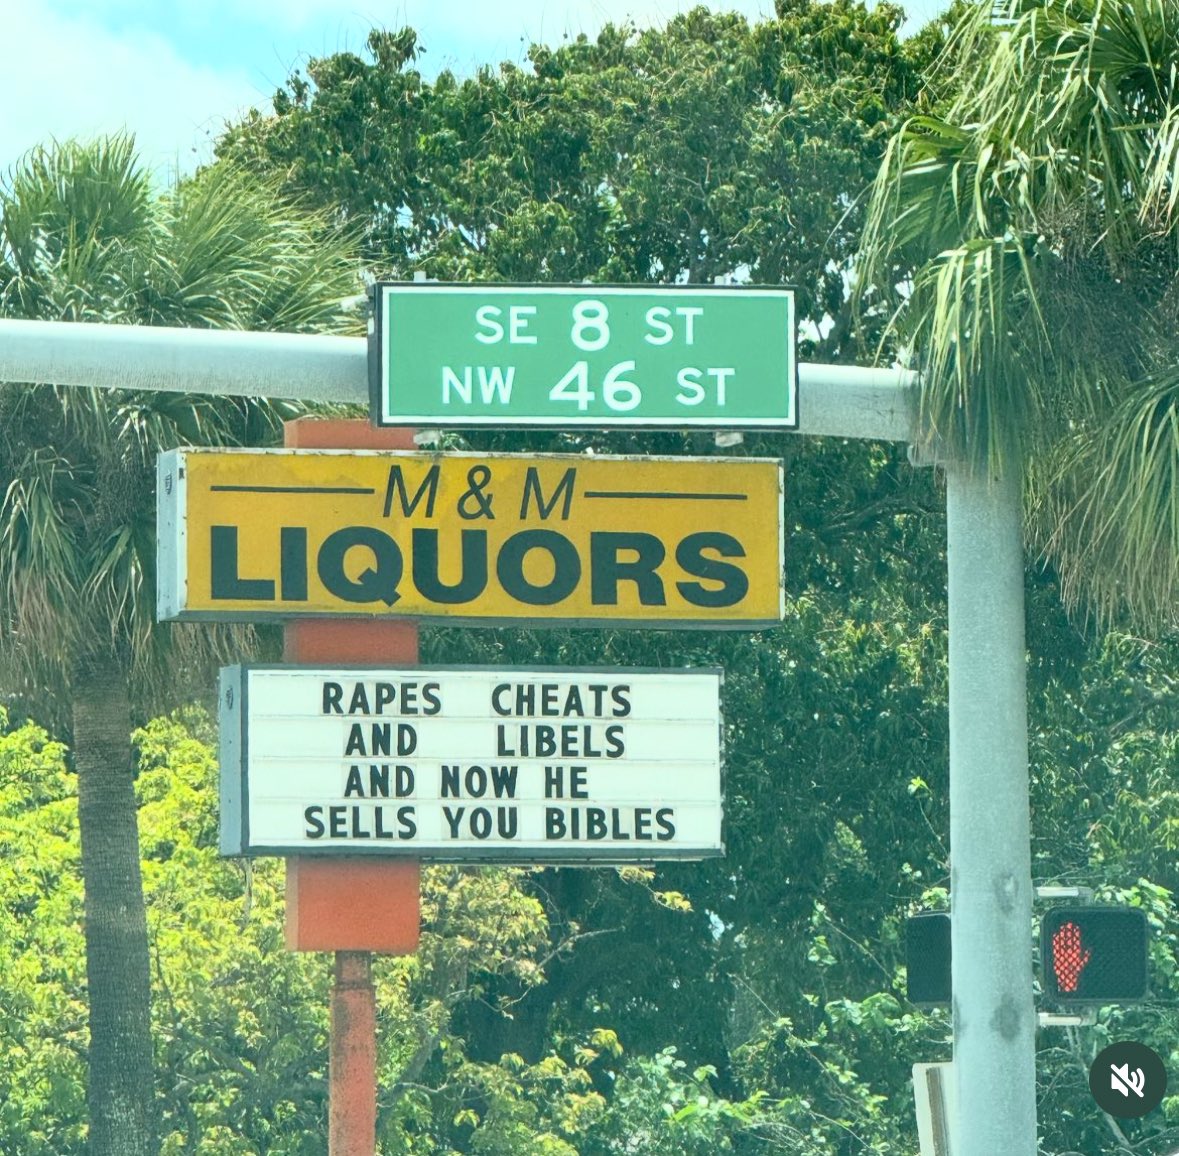 SE 8 ST
NW 46 ST
M & M
LIQUORS
RAPES CHEATS
AND LIBELS
AND NOW HE
SELLS YOU BIBLES